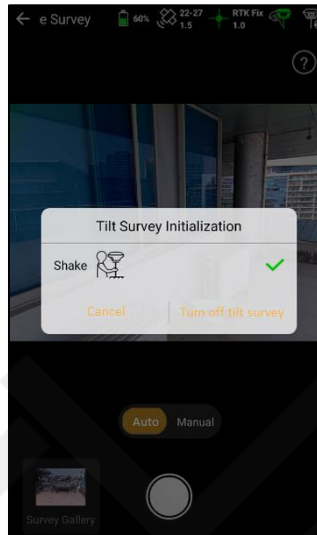 e Survey 60% 22-27 RTK Fix
1.5 1.0
?
Tilt Survey Initialization
Shake
Cancel Turn off tilt survey
Auto Manual
Survey Gallery